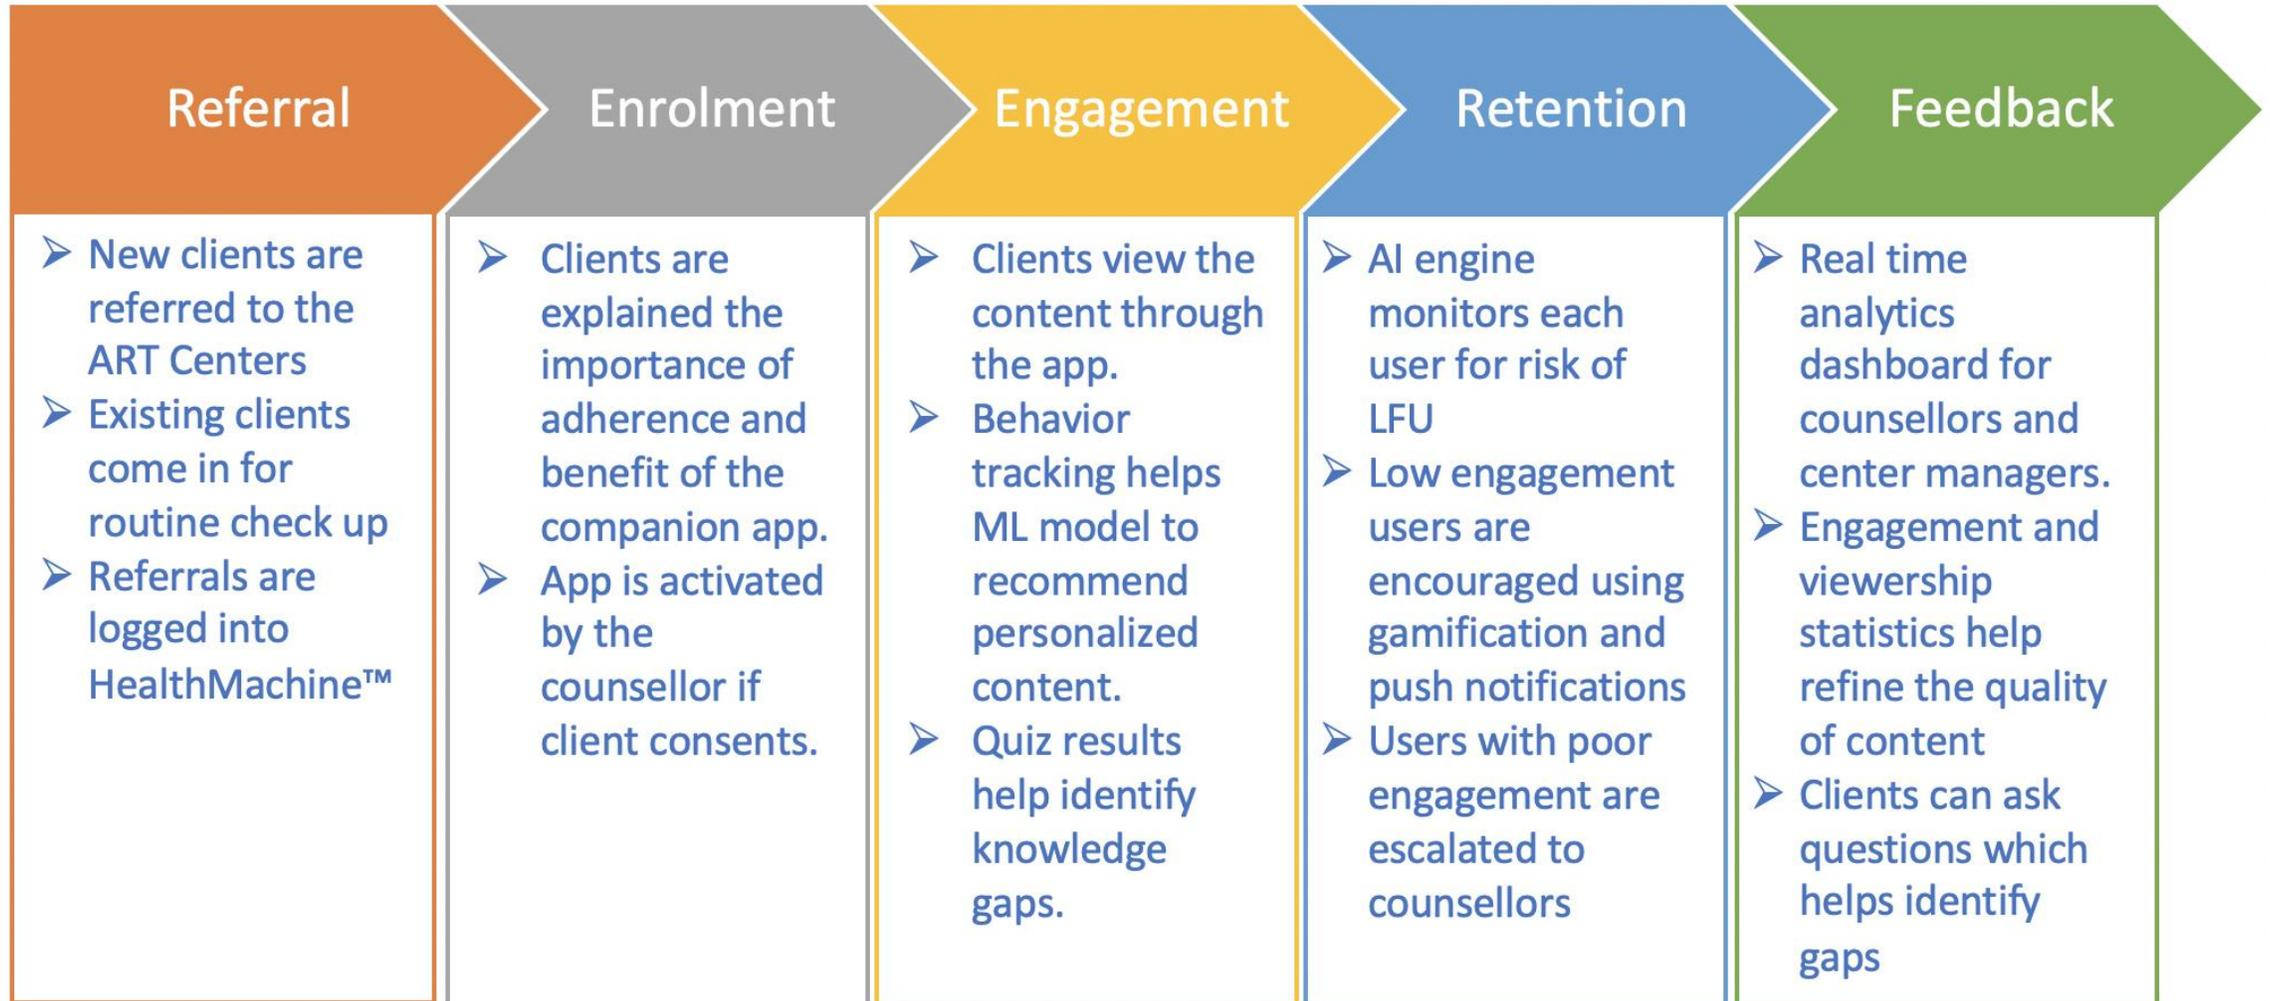 Referral
New clients are
referred to the
ART Centers
Existing clients
come in for
routine check up
Referrals are
logged into
HealthMachine™
Enrolment
Clients are
explained the
importance of
adherence and
benefit of the
companion app.
App is activated
by the
counsellor if
client consents.
Engagement
Clients view the
content through
the app.
Behavior
tracking helps
ML model to
recommend
personalized
content.
Quiz results
help identify
knowledge
gaps.
Retention
AI engine
monitors each
user for risk of
LFU
Low engagement
users are
encouraged using
gamification and
push notifications
Users with poor
engagement are
escalated to
counsellors
Feedback
Real time
analytics
dashboard for
counsellors and
center managers.
Engagement and
viewership
statistics help
refine the quality
of content
Clients can ask
questions which
helps identify
gaps